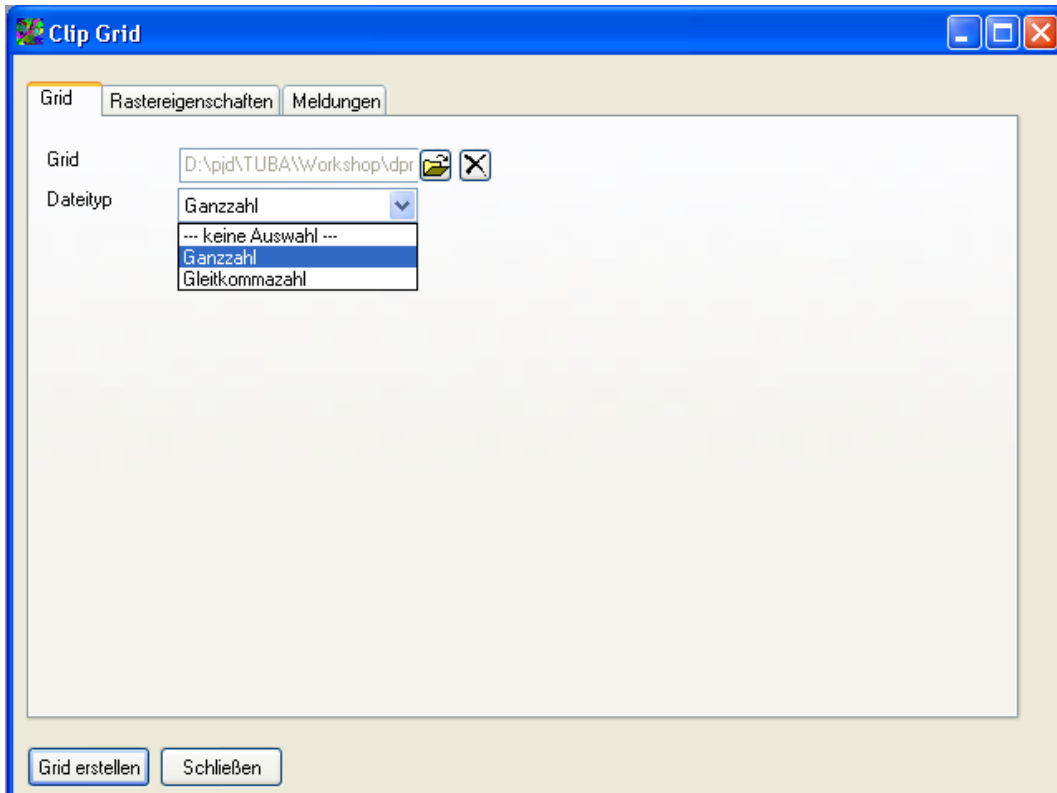 Clip Grid
Grid Rastereigenschaften Meldungen
Grid D:\pjd\TUBA\Workshop\dpr
Dateityp Ganzzahl
--- keine Auswahl ---
Ganzzahl
Gleitkommazahl
Grid erstellen Schließen